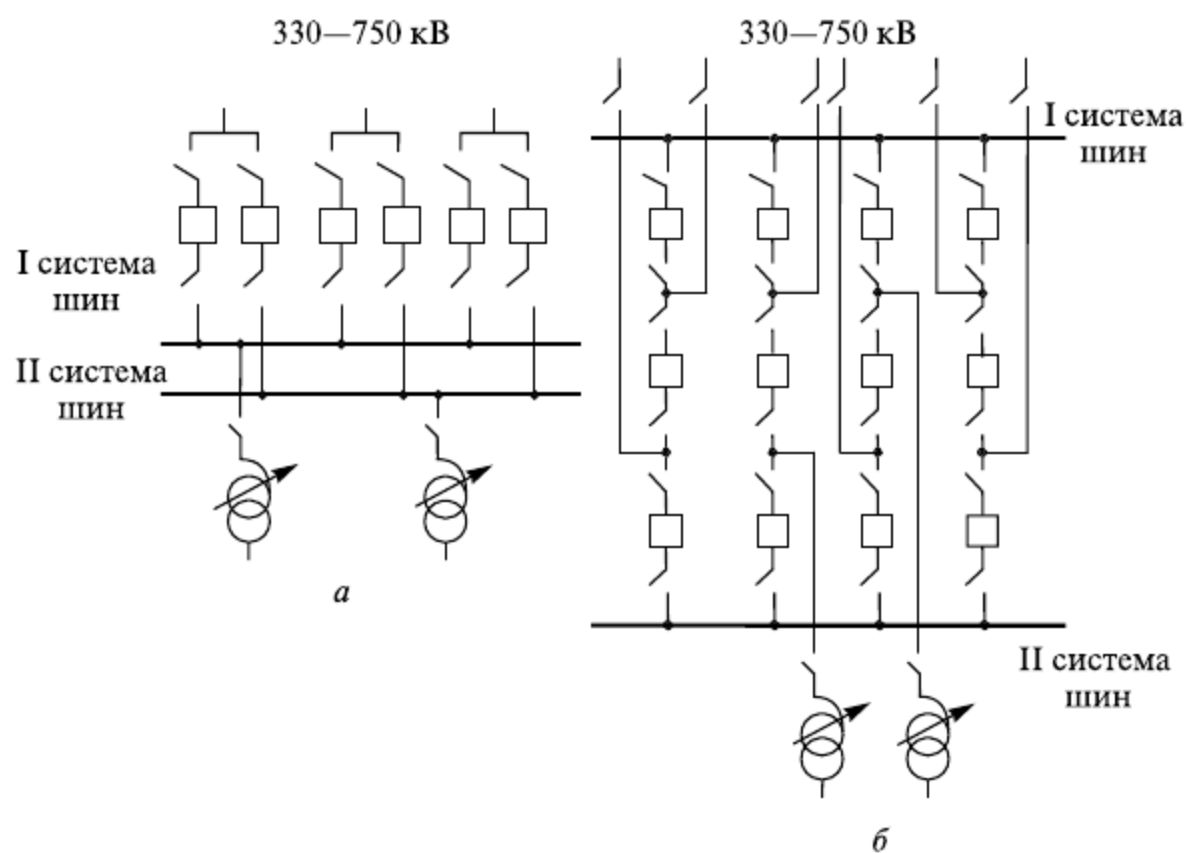 330—750 кВ
330—750 кВ
I система
шин
I система
шин
II система
шин
а
II система
шин
б